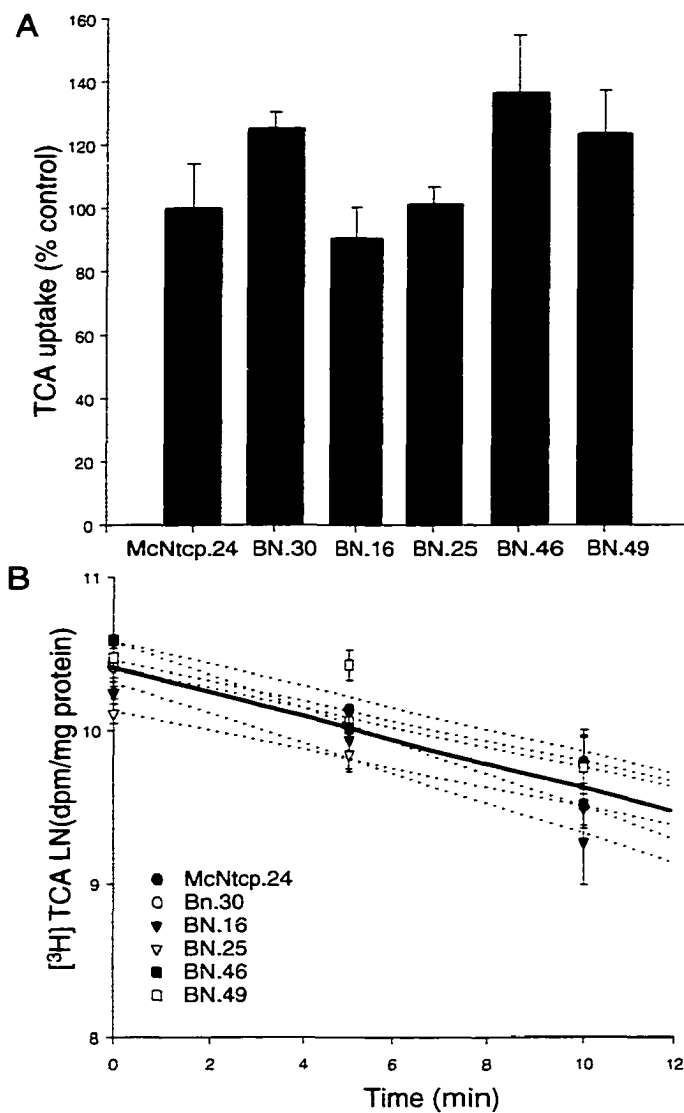 A
TCA uptake (% control)
160
140
120
100
80
60
40
20
0
McNtcp.24 BN.30 BN.16 BN.25 BN.46 BN.49
B
[³H] TCA LN(dpm/mg protein)
11
10
9
8
McNtcp.24
Bn.30
BN.16
BN.25
BN.46
BN.49
0 2 4 6 8 10 12
Time (min)